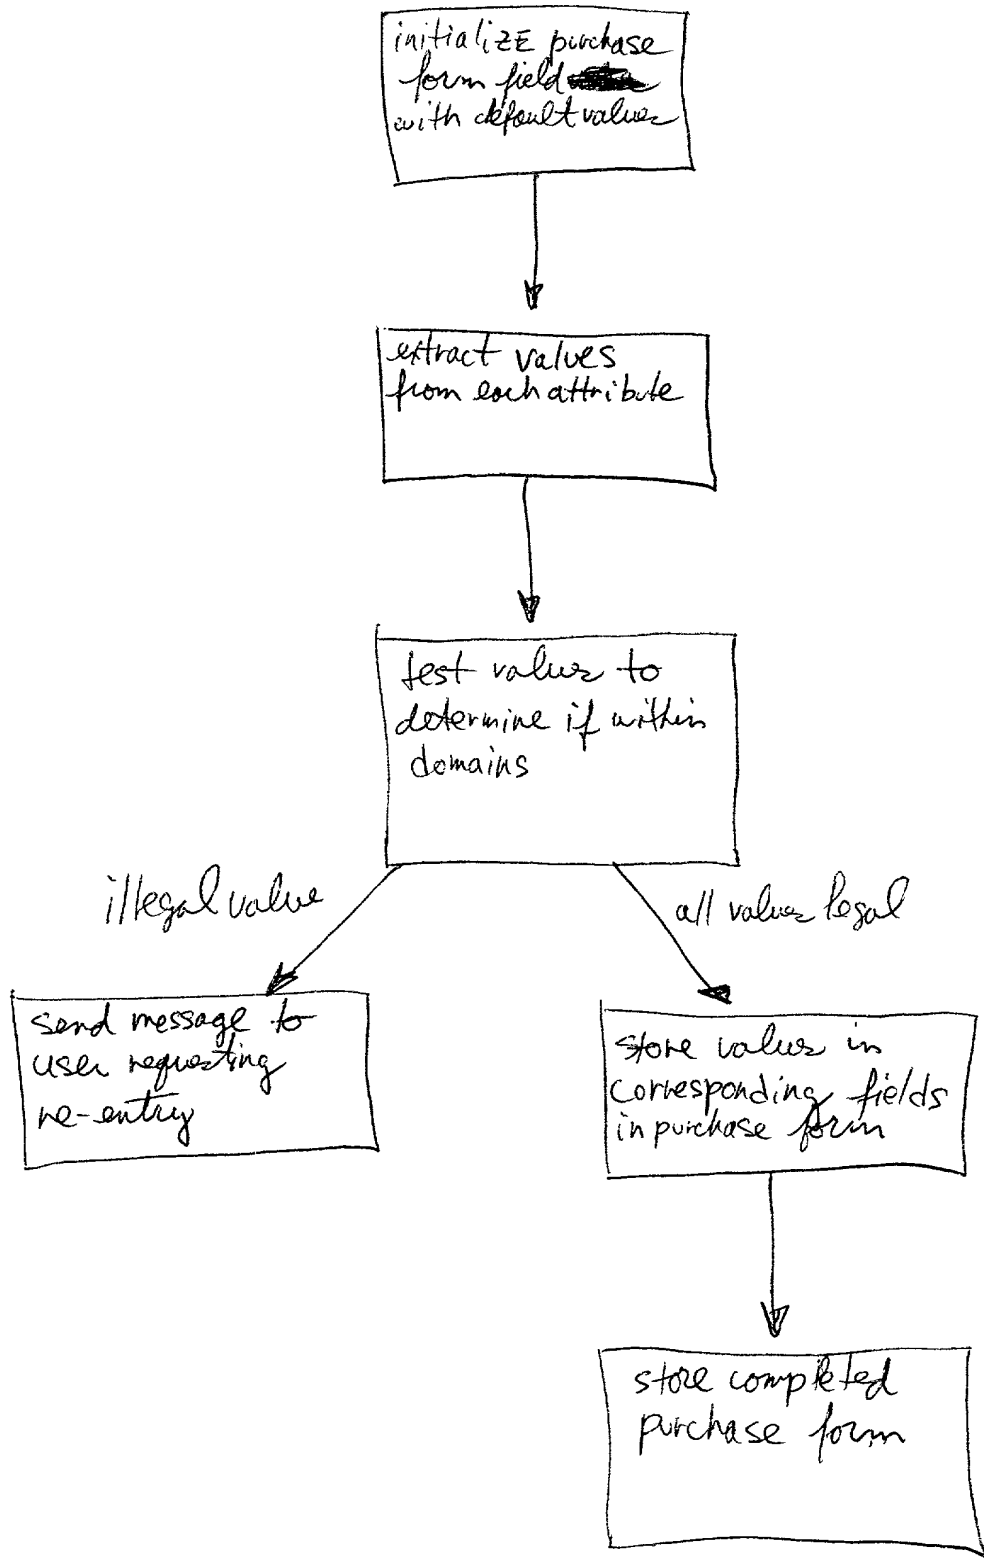 initialiZE purchase
form field
with default values
extract values
from each attribute
test values to
determine if within
domains
illegal value
all values legal
send message to
user requesting
re-entry
store values in
corresponding fields
in purchase form
store completed
purchase form